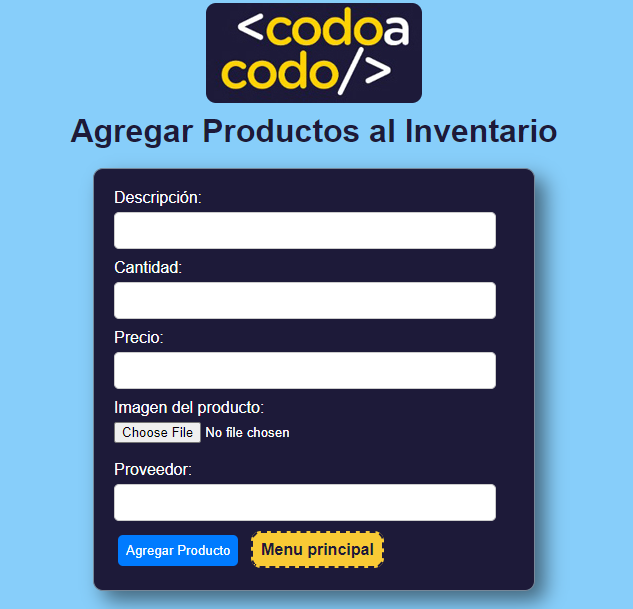 <codoa
codo/>
Agregar Productos al Inventario
Descripción:
Cantidad:
Precio:
Imagen del producto:
Choose File No file chosen
Proveedor:
Agregar Producto Menu principal